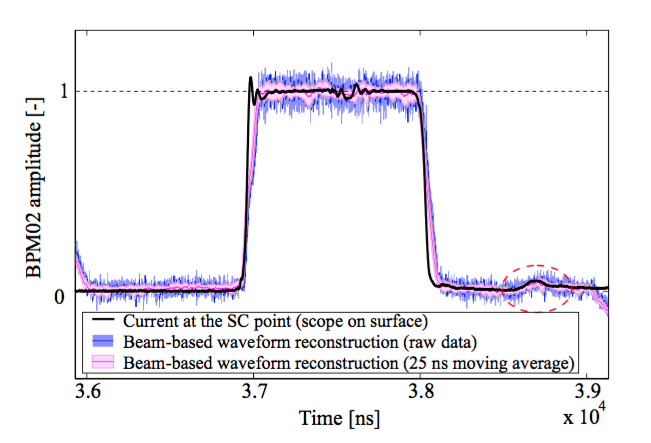 BPM02 amplitude [-]
1
0
Current at the SC point (scope on surface)
Beam-based waveform reconstruction (raw data)
Beam-based waveform reconstruction (25 ns moving average)
3.6 3.7 3.8 3.9
Time [ns]
x 10^4